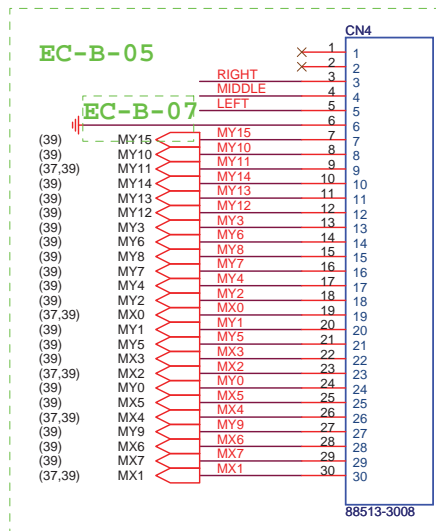 CN4
EC-B-05
1 1
2 2
RIGHT 3 3
MIDDLE 4 4
LEFT 5 5
EC-B-07
6 6
(39) MY15 MY15 7 7
(39) MY10 MY10 8 8
(37,39) MY11 MY11 9 9
(39) MY14 MY14 10 10
(39) MY13 MY13 11 11
(39) MY12 MY12 12 12
(39) MY3 MY3 13 13
(39) MY6 MY6 14 14
(39) MY8 MY8 15 15
(39) MY7 MY7 16 16
(39) MY4 MY4 17 17
(39) MY2 MY2 18 18
(37,39) MX0 MX0 19 19
(39) MY1 MY1 20 20
(39) MY5 MY5 21 21
(39) MX3 MX3 22 22
(37,39) MX2 MX2 23 23
(39) MY0 MY0 24 24
(39) MX5 MX5 25 25
(37,39) MX4 MX4 26 26
(39) MY9 MY9 27 27
(39) MX6 MX6 28 28
(39) MX7 MX7 29 29
(37,39) MX1 MX1 30 30
88513-3008